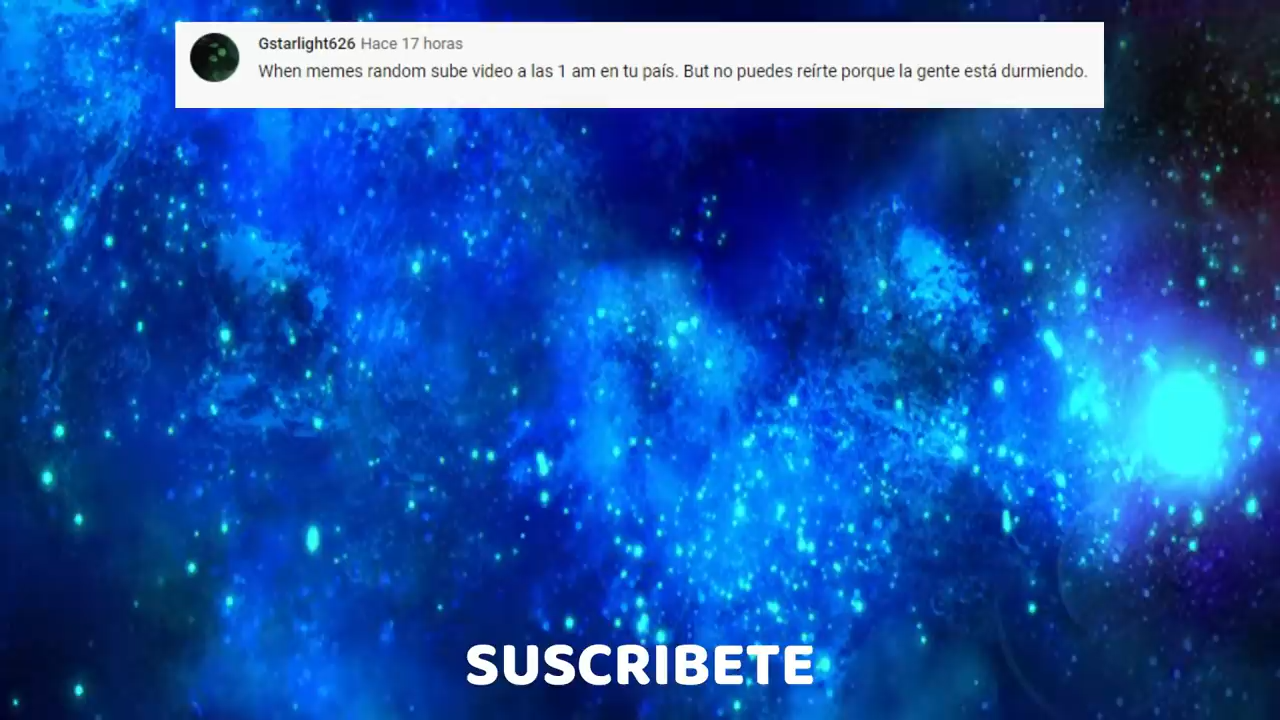 Gstarlight626 Hace 17 horas
When memes random sube video a las 1 am en tu país. But no puedes reírte porque la gente está durmiendo.
SUSCRIBETE